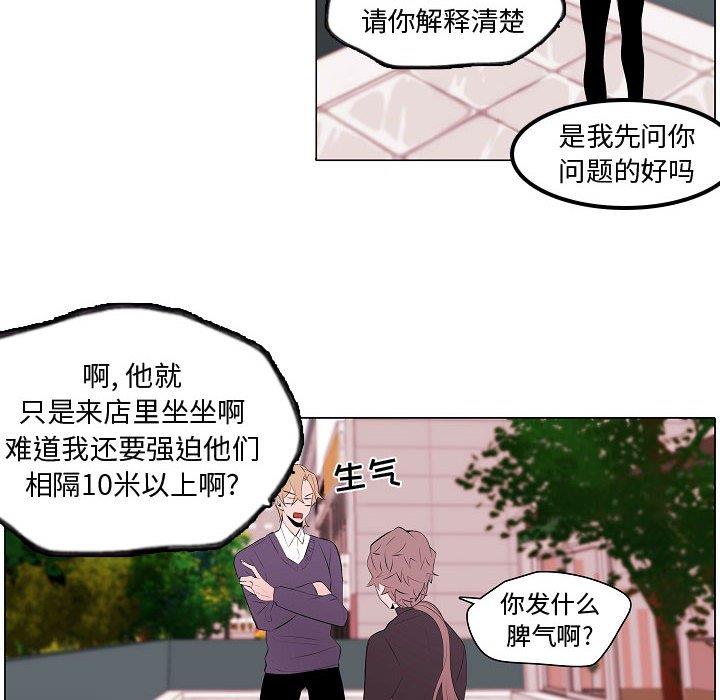 请你解释清楚
是我先问你
问题的好吗
啊,他就
只是来店里坐坐啊
难道我还要强迫他们
相隔10米以上啊?
生气
你发什么
脾气啊?